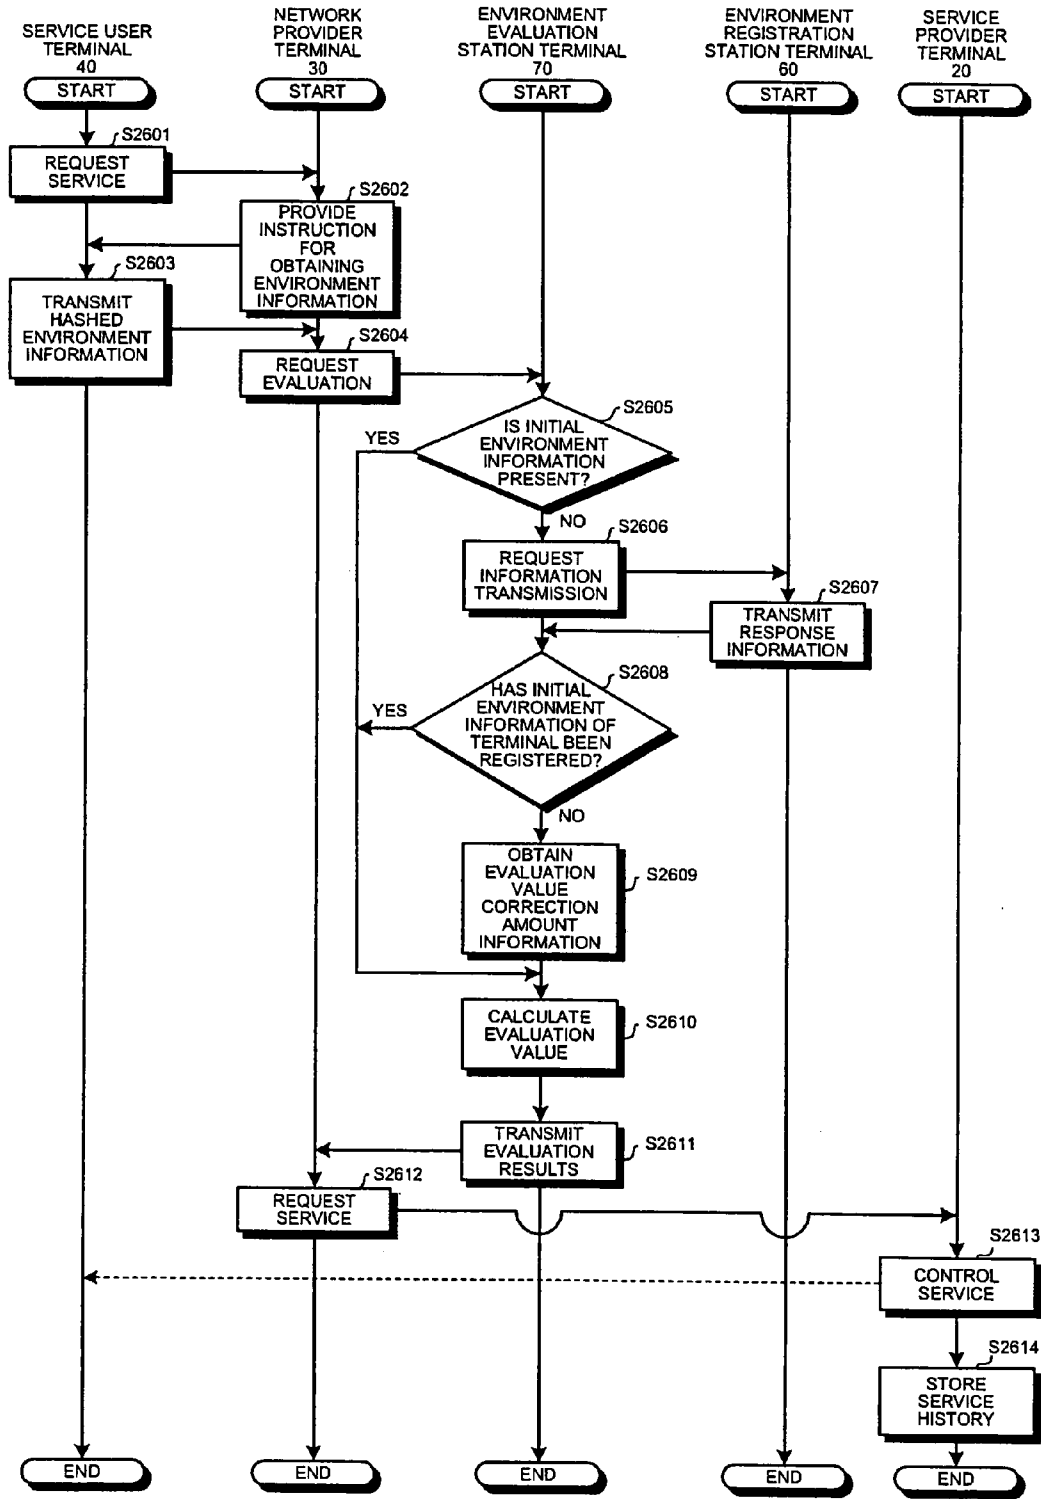 SERVICE USER
TERMINAL
40
NETWORK
PROVIDER
TERMINAL
30
ENVIRONMENT
EVALUATION
STATION TERMINAL
70
ENVIRONMENT
REGISTRATION
STATION TERMINAL
60
SERVICE
PROVIDER
TERMINAL
20
START
START
START
START
START
S2601
REQUEST
SERVICE
S2602
PROVIDE
INSTRUCTION
FOR
OBTAINING
ENVIRONMENT
INFORMATION
S2603
TRANSMIT
HASHED
ENVIRONMENT
INFORMATION
S2604
REQUEST
EVALUATION
S2605
IS INITIAL
ENVIRONMENT
INFORMATION
PRESENT?
YES
NO
S2606
REQUEST
INFORMATION
TRANSMISSION
S2607
TRANSMIT
RESPONSE
INFORMATION
S2608
HAS INITIAL
ENVIRONMENT
INFORMATION OF
TERMINAL BEEN
REGISTERED?
YES
NO
OBTAIN
EVALUATION
VALUE
CORRECTION
AMOUNT
INFORMATION
S2609
CALCULATE
EVALUATION
VALUE
S2610
TRANSMIT
EVALUATION
RESULTS
S2611
S2612
REQUEST
SERVICE
S2613
CONTROL
SERVICE
S2614
STORE
SERVICE
HISTORY
END
END
END
END
END